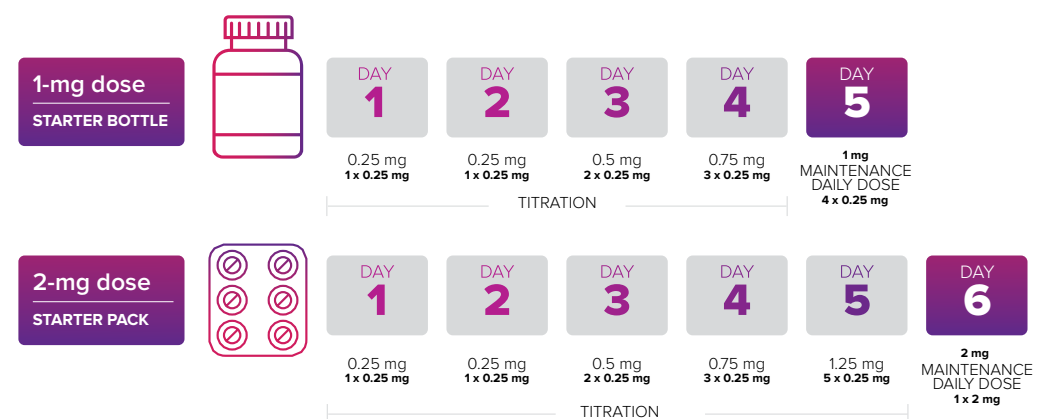 1-mg dose
STARTER BOTTLE
DAY
1
DAY
2
DAY
3
DAY
4
DAY
5
0.25 mg
1 x 0.25 mg
0.25 mg
1 x 0.25 mg
0.5 mg
2 x 0.25 mg
0.75 mg
3 x 0.25 mg
1 mg
MAINTENANCE
DAILY DOSE
4 x 0.25 mg
TITRATION
2-mg dose
STARTER PACK
DAY
1
DAY
2
DAY
3
DAY
4
DAY
5
DAY
6
0.25 mg
1 x 0.25 mg
0.25 mg
1 x 0.25 mg
0.5 mg
2 x 0.25 mg
0.75 mg
3 x 0.25 mg
1.25 mg
5 x 0.25 mg
2 mg
MAINTENANCE
DAILY DOSE
1 x 2 mg
TITRATION